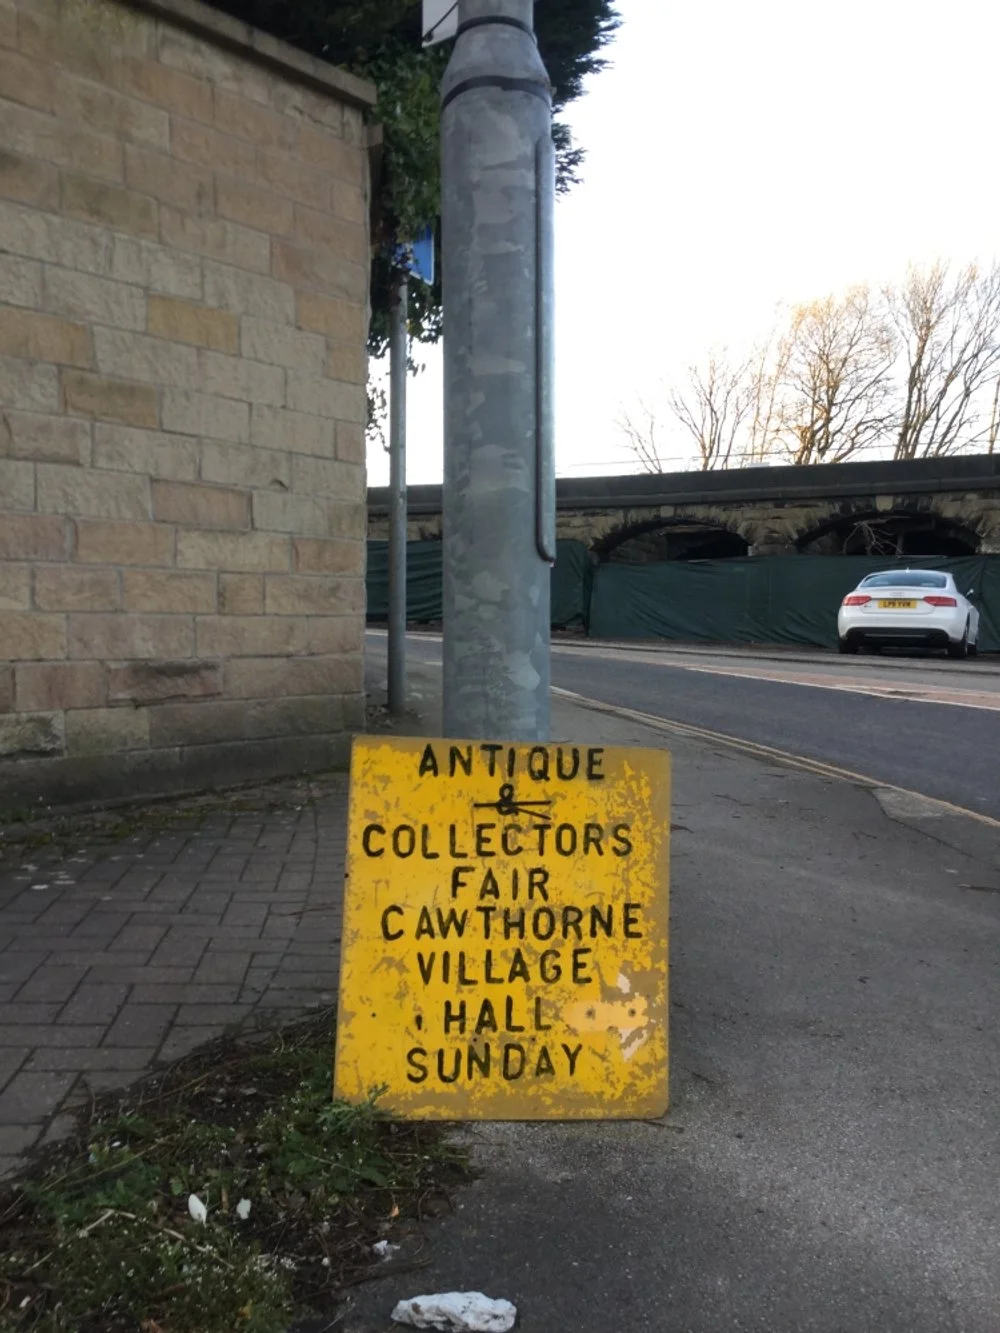 ANTIQUE
&
COLLECTORS
FAIR
CAWTHORNE
VILLAGE
HALL
SUNDAY